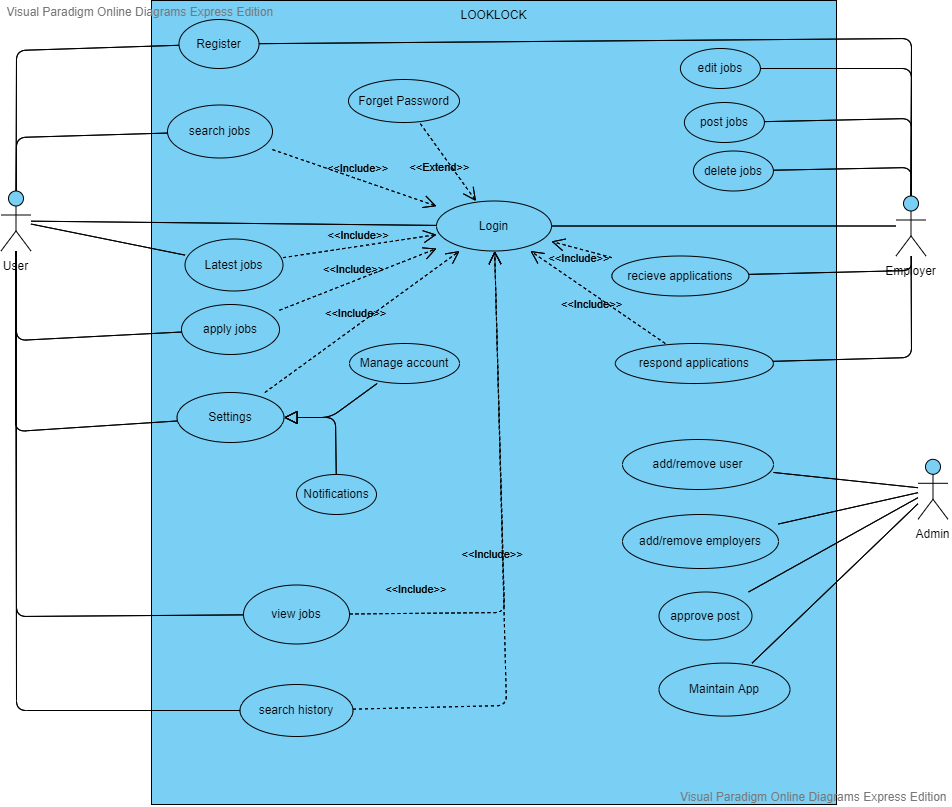 Visual Paradigm Online Diagrams Express Edition
LOOKLOCK
Register
edit jobs
Forget Password
post jobs
search jobs
<<Include>>
<<Extend>>
delete jobs
Login
<<Include>>
User
Latest jobs
<<Include>>
<<Include>>
recieve applications
Employer
<<Include>>
<<Include>>
apply jobs
Manage account
respond applications
Settings
add/remove user
Notifications
Admin
add/remove employers
<<Include>>
<<Include>>
view jobs
approve post
Maintain App
search history
Visual Paradigm Online Diagrams Express Edition